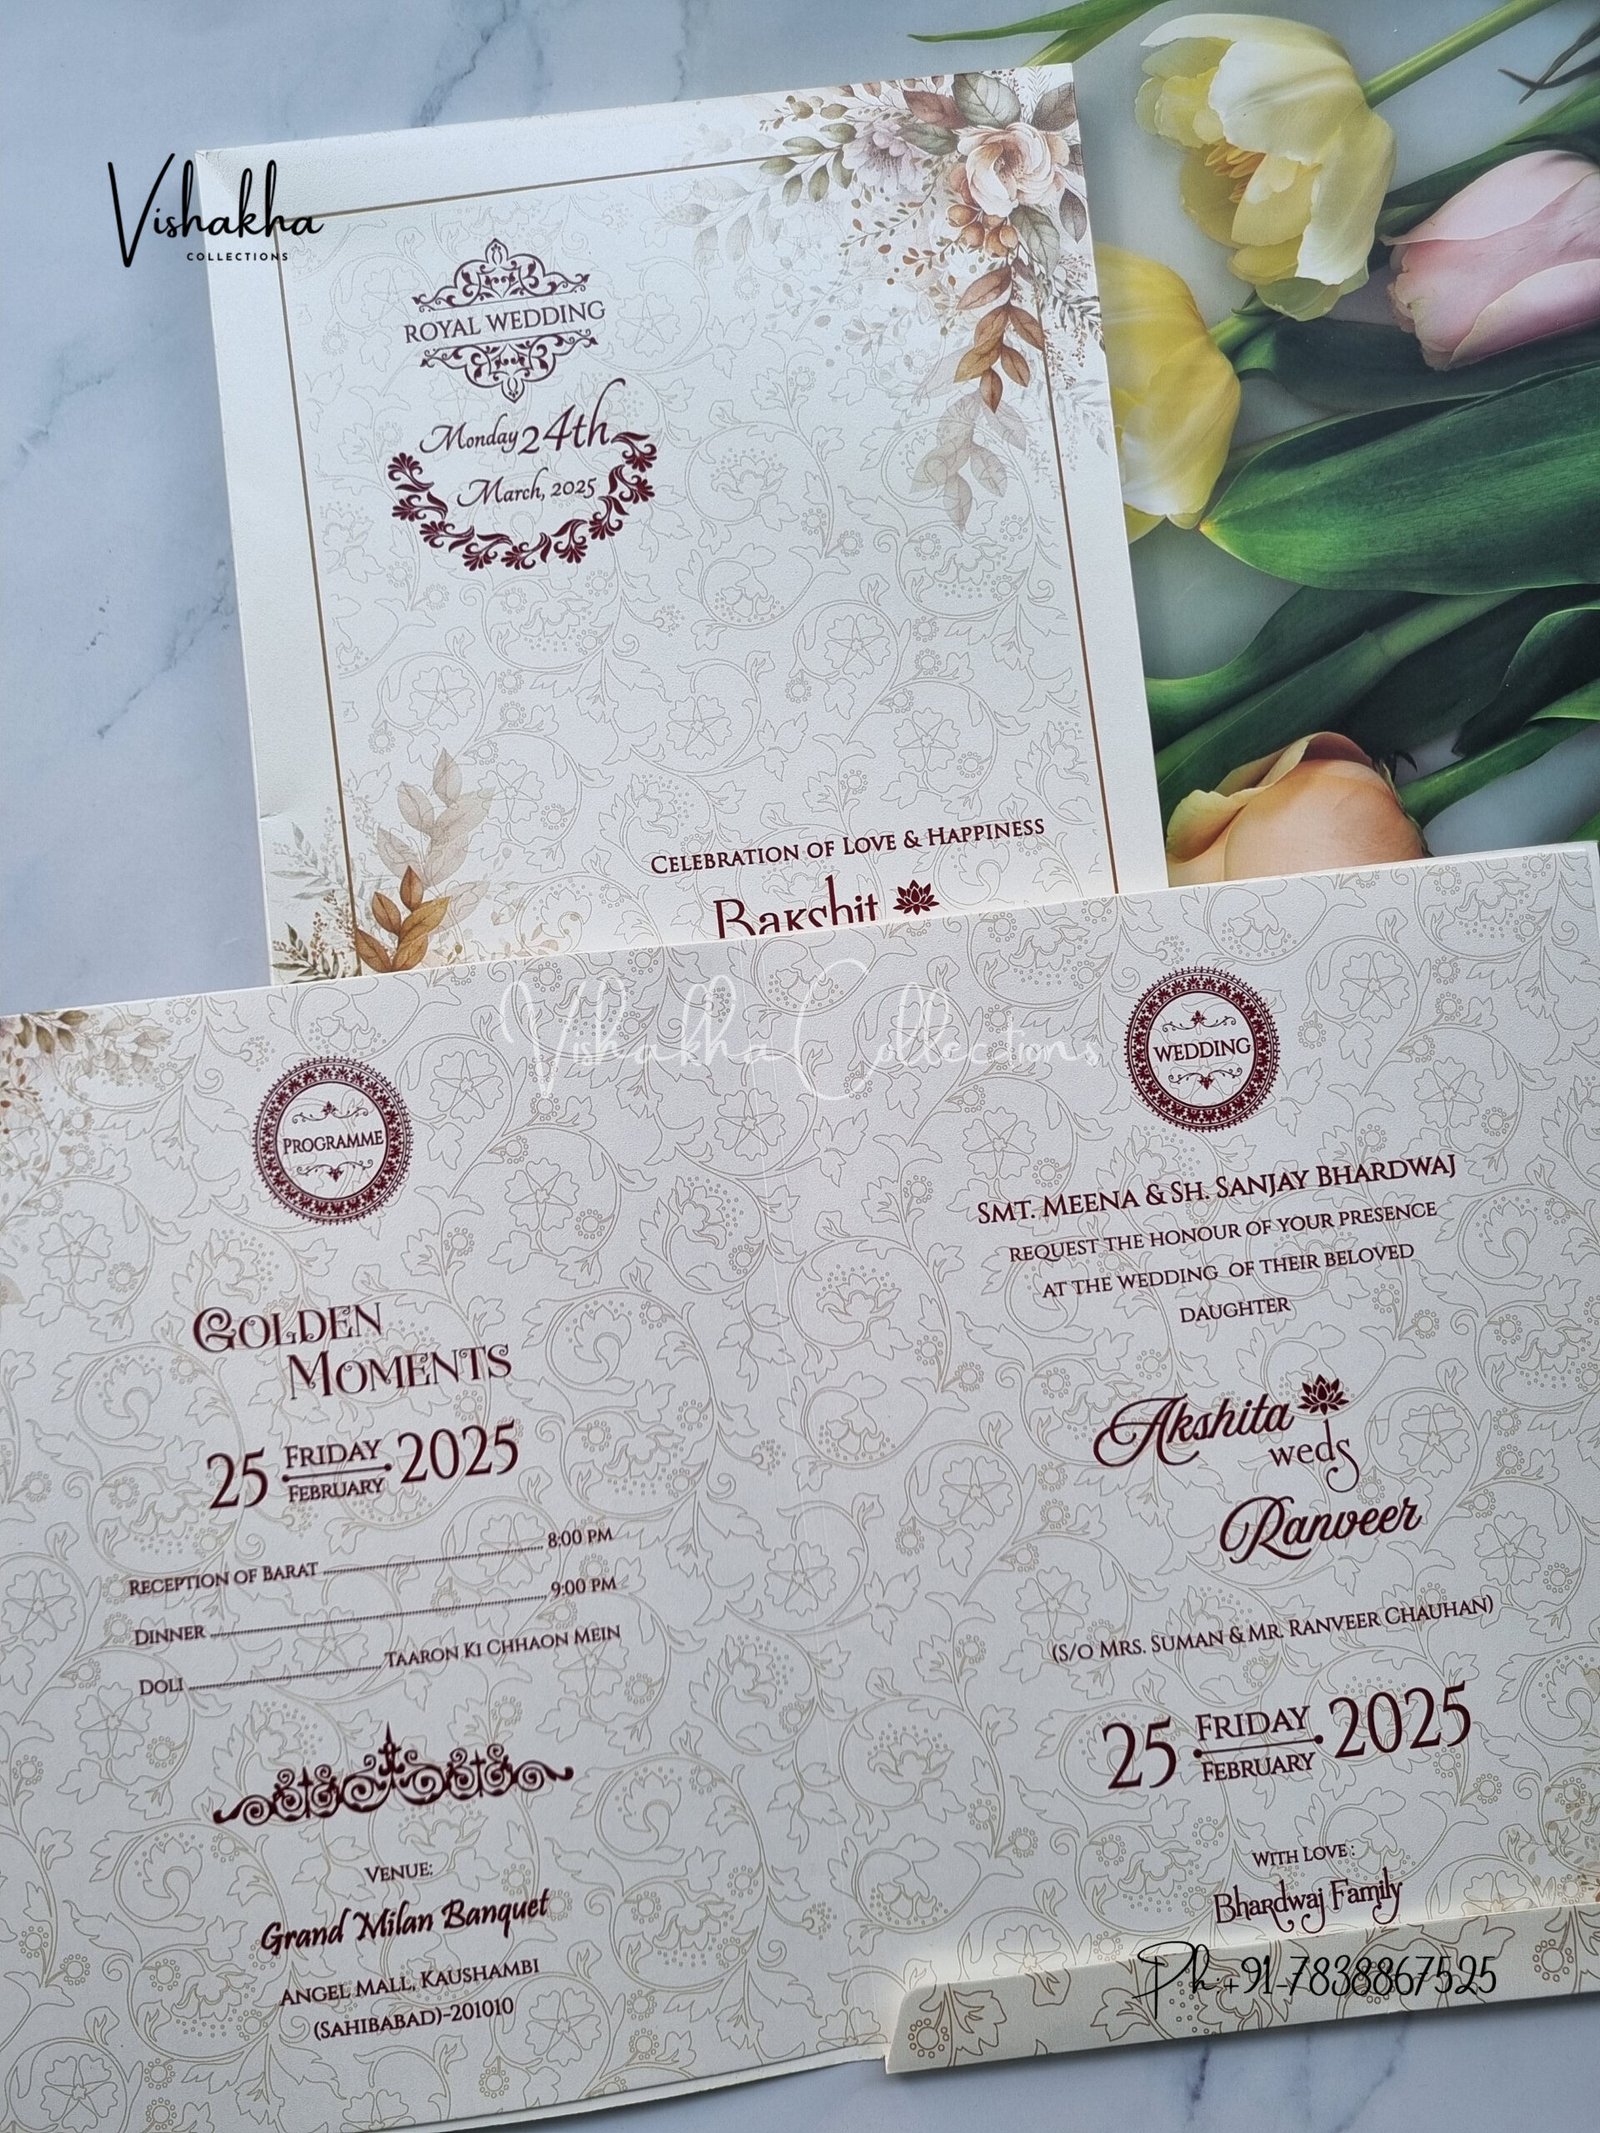 Vishakha
COLLECTIONS
ROYAL WEDDING
Monday 24th
March, 2025
CELEBRATION OF LOVE & HAPPINESS
Rakshit
Vishakha Collections
PROGRAMME
GOLDEN
MOMENTS
25 FRIDAY FEBRUARY 2025
RECEPTION OF BARAT 8:00 PM
DINNER 9:00 PM
DOLI TAARON KI CHHAON MEIN
VENUE:
Grand Milan Banquet
ANGEL MALL, KAUSHAMBI
(SAHIBABAD)-201010
WEDDING
SMT. MEENA & SH. SANJAY BHARDWAJ
REQUEST THE HONOUR OF YOUR PRESENCE
AT THE WEDDING OF THEIR BELOVED
DAUGHTER
Akshita
weds
Ranveer
(S/O MRS. SUMAN & MR. RANVEER CHAUHAN)
25 FRIDAY FEBRUARY 2025
WITH LOVE :
Bhardwaj Family
Ph +91-7838867525